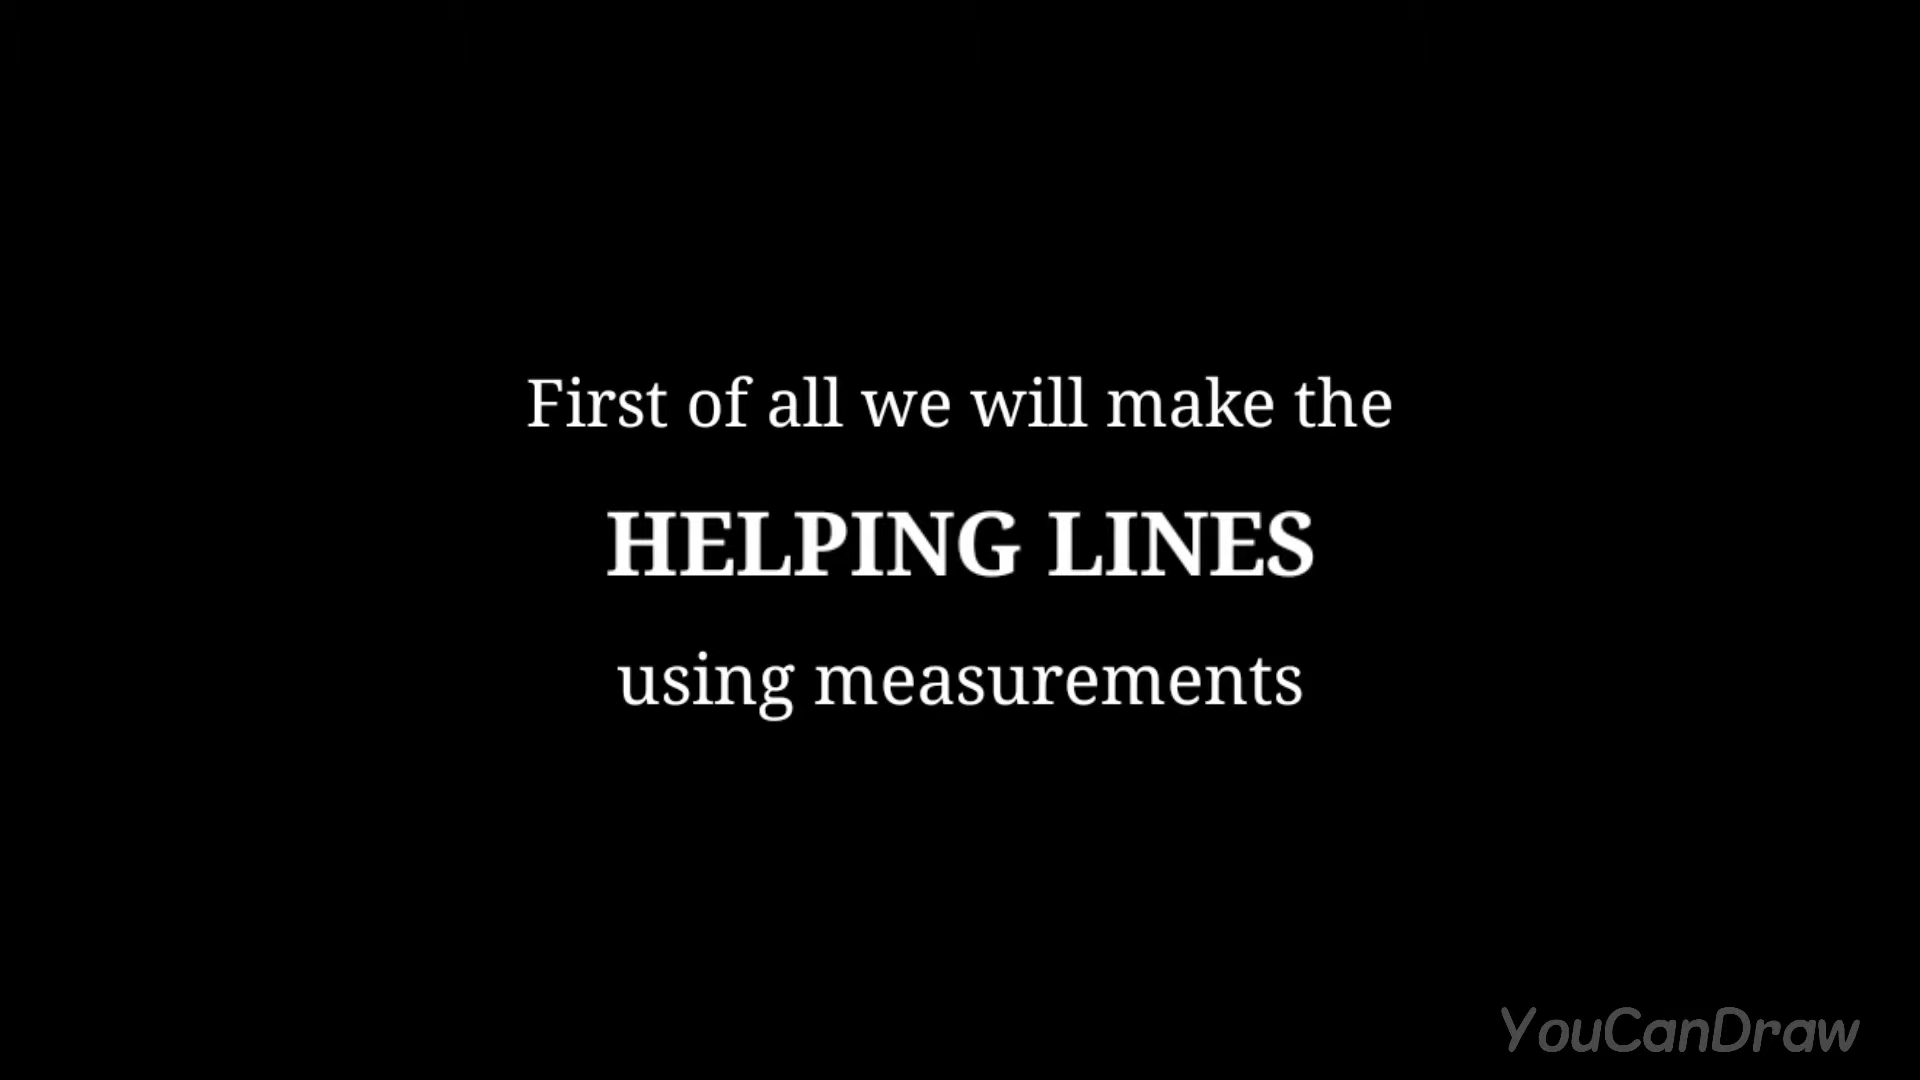 First of all we will make the
HELPING LINES
using measurements
YouCanDraw